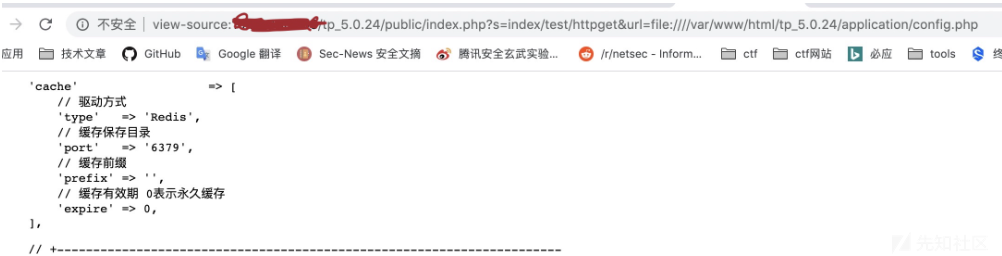 不安全 | view-source: /tp_5.0.24/public/index.php?s=index/test/httpget&url=file:////var/www/html/tp_5.0.24/application/config.php
应用 技术文章 GitHub Google 翻译 Sec-News 安全文摘 腾讯安全玄武实验... /r/netsec - Inform... ctf ctf网站 必应 tools 终
'cache' => [
// 驱动方式
'type' => 'Redis',
// 缓存保存目录
'port' => '6379',
// 缓存前缀
'prefix' => '',
// 缓存有效期 0表示永久缓存
'expire' => 0,
],
// +----------------------------------------------------------------------
先知社区